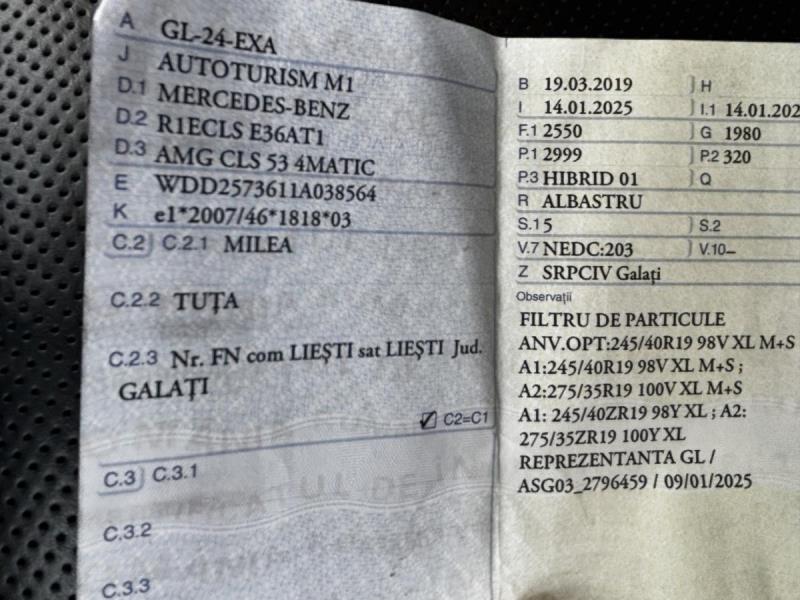 A GL-24-EXA
J AUTOTURISM M1
D.1 MERCEDES-BENZ
D.2 R1ECLS E36AT1
D.3 AMG CLS 53 4MATIC
E WDD2573611A038564
K e1*2007/46*1818*03
C.2 C.2.1 MILEA
C.2.2 TUȚA
C.2.3 Nr. FN com LIEȘTI sat LIEȘTI Jud.
GALAȚI
C2=C1
C.3 C.3.1
C.3.2
C.3.3
B 19.03.2019 H
I 14.01.2025 I.1 14.01.202
F.1 2550 G 1980
P.1 2999 P.2 320
P.3 HIBRID 01 Q
R ALBASTRU
S.1 5 S.2
V.7 NEDC:203 V.10–
Z SRPCIV Galați
Observații
FILTRU DE PARTICULE
ANV.OPT:245/40R19 98V XL M+S
A1:245/40R19 98V XL M+S ;
A2:275/35R19 100V XL M+S
A1: 245/40ZR19 98Y XL ; A2:
275/35ZR19 100Y XL
REPREZENTANTA GL /
ASG03_2796459 / 09/01/2025